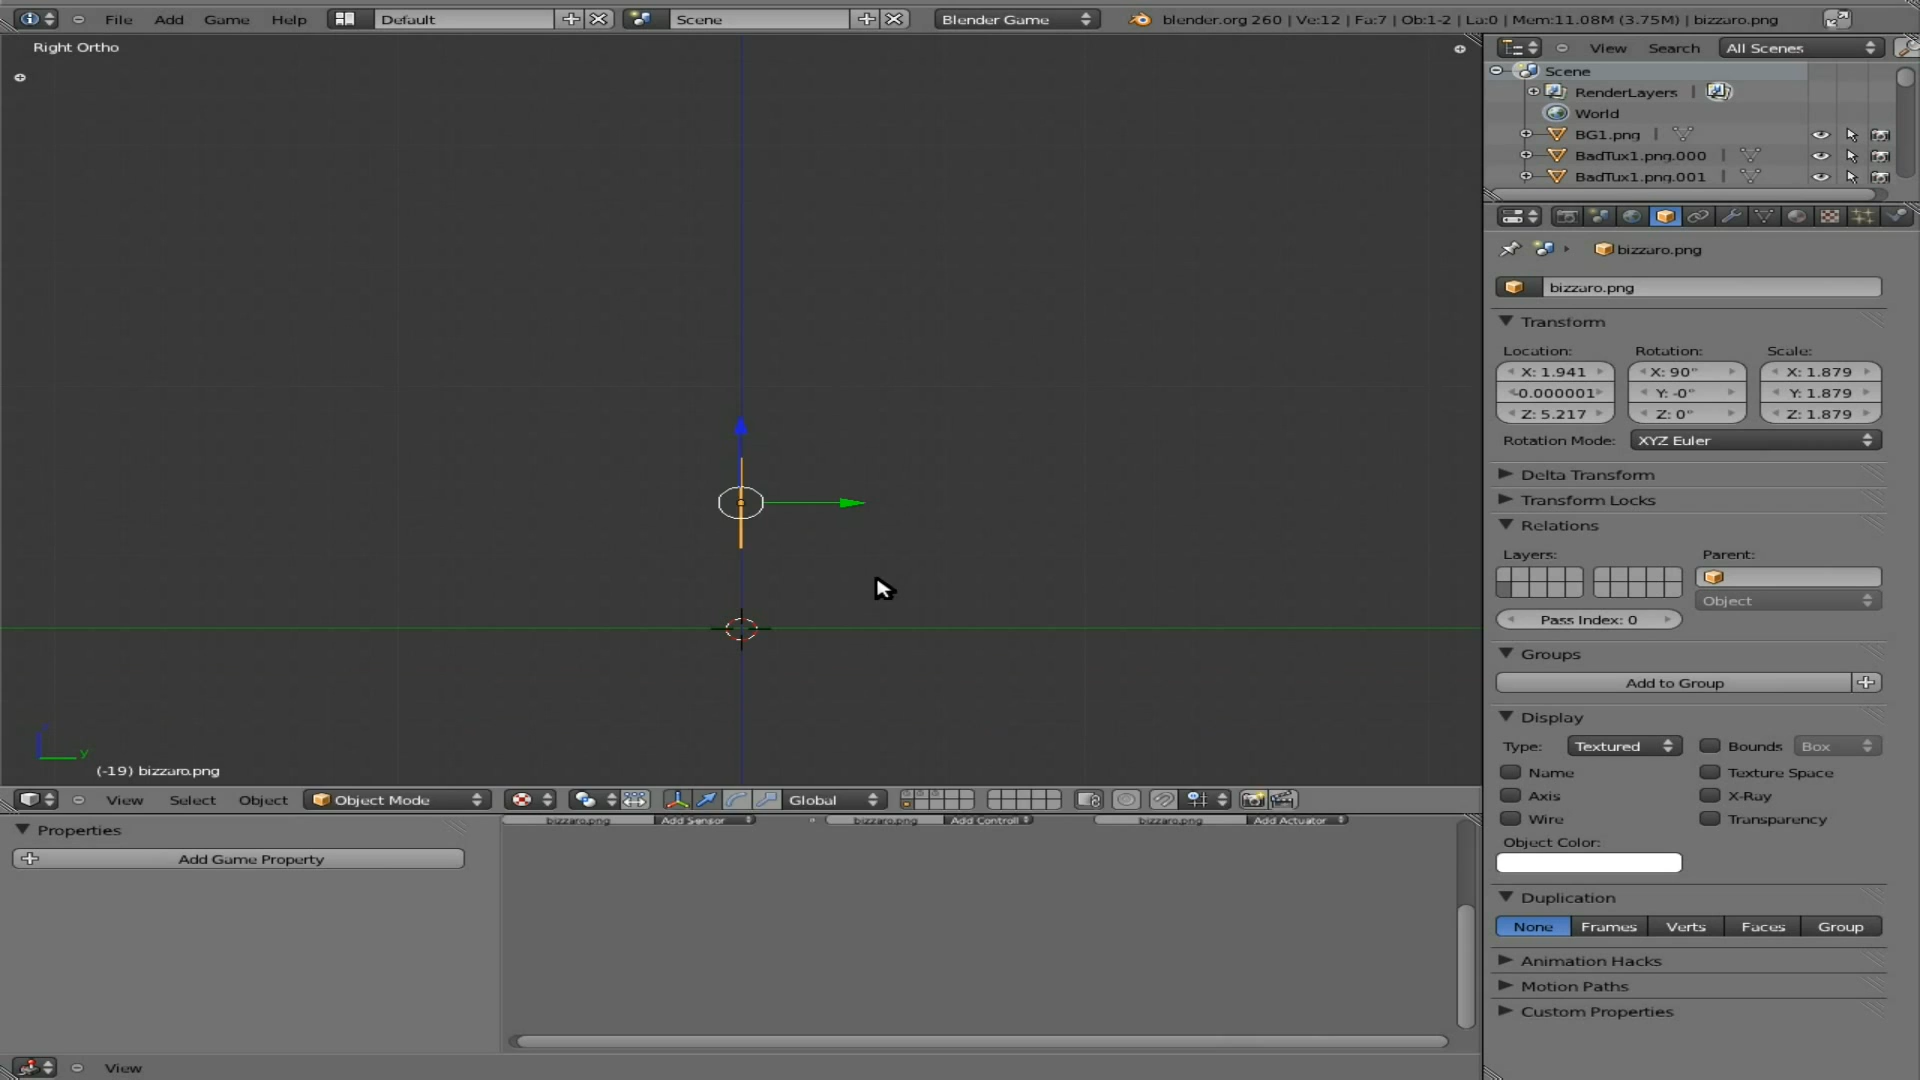 File Add Game Help Default Scene Blender Game blender.org 260 | Ve:12 | Fa:7 | Ob:1-2 | La:0 | Mem:11.08M (3.75M) | bizzaro.png
Right Ortho
View Search All Scenes
Scene
RenderLayers |
World
BG1.png |
BadTux1.png.000 |
BadTux1.png.001 |
bizzaro.png
bizzaro.png
Transform
Location: Rotation: Scale:
X: 1.941 X: 90° X: 1.879
-0.000001 Y: -0° Y: 1.879
Z: 5.217 Z: 0° Z: 1.879
Rotation Mode: XYZ Euler
Delta Transform
Transform Locks
Relations
Layers: Parent:
Object
Pass Index: 0
Groups
Add to Group
Display
Type: Textured Bounds Box
Name Texture Space
Axis X-Ray
Wire Transparency
Object Color:
Duplication
None Frames Verts Faces Group
Animation Hacks
Motion Paths
Custom Properties
y
(-19) bizzaro.png
View Select Object Object Mode Global
Properties
Add Game Property
bizzaro.png Add Sensor bizzaro.png Add Controll bizzaro.png Add Actuator
View